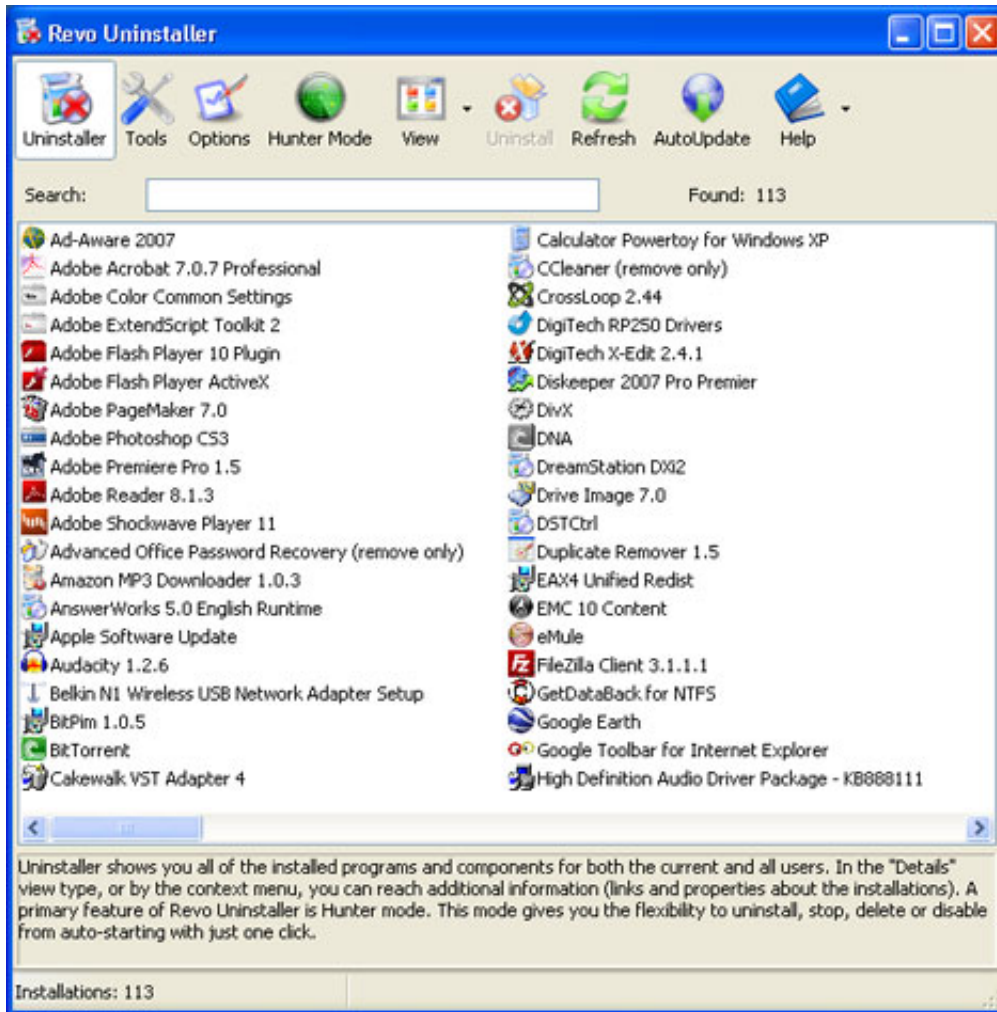 Revo Uninstaller
Uninstaller Tools Options Hunter Mode View Uninstall Refresh AutoUpdate Help
Search: Found: 113
Ad-Aware 2007
Adobe Acrobat 7.0.7 Professional
Adobe Color Common Settings
Adobe ExtendScript Toolkit 2
Adobe Flash Player 10 Plugin
Adobe Flash Player ActiveX
Adobe PageMaker 7.0
Adobe Photoshop CS3
Adobe Premiere Pro 1.5
Adobe Reader 8.1.3
Adobe Shockwave Player 11
Advanced Office Password Recovery (remove only)
Amazon MP3 Downloader 1.0.3
AnswerWorks 5.0 English Runtime
Apple Software Update
Audacity 1.2.6
Belkin N1 Wireless USB Network Adapter Setup
BitPim 1.0.5
BitTorrent
Cakewalk VST Adapter 4
Calculator Powertoy for Windows XP
CCleaner (remove only)
CrossLoop 2.44
DigiTech RP250 Drivers
DigiTech X-Edit 2.4.1
Diskeeper 2007 Pro Premier
DivX
DNA
DreamStation DXi2
Drive Image 7.0
DSTCtrl
Duplicate Remover 1.5
EAX4 Unified Redist
EMC 10 Content
eMule
FileZilla Client 3.1.1.1
GetDataBack for NTFS
Google Earth
Google Toolbar for Internet Explorer
High Definition Audio Driver Package - KB888111
Uninstaller shows you all of the installed programs and components for both the current and all users. In the "Details"
view type, or by the context menu, you can reach additional information (links and properties about the installations). A
primary feature of Revo Uninstaller is Hunter mode. This mode gives you the flexibility to uninstall, stop, delete or disable
from auto-starting with just one click.
Installations: 113